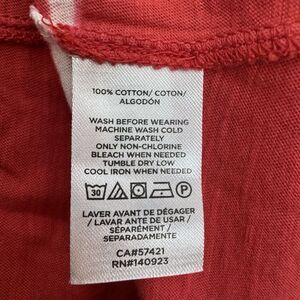 100% COTTON/ COTON/
ALGODÓN
WASH BEFORE WEARING
MACHINE WASH COLD
SEPARATELY
ONLY NON-CHLORINE
BLEACH WHEN NEEDED
TUMBLE DRY LOW
COOL IRON WHEN NEEDED
30 P
LAVER AVANT DE DÉGAGER
/ LAVAR ANTE DE USAR /
SÉPARÉMENT /
SEPARADAMENTE
CA#57421
RN#140923